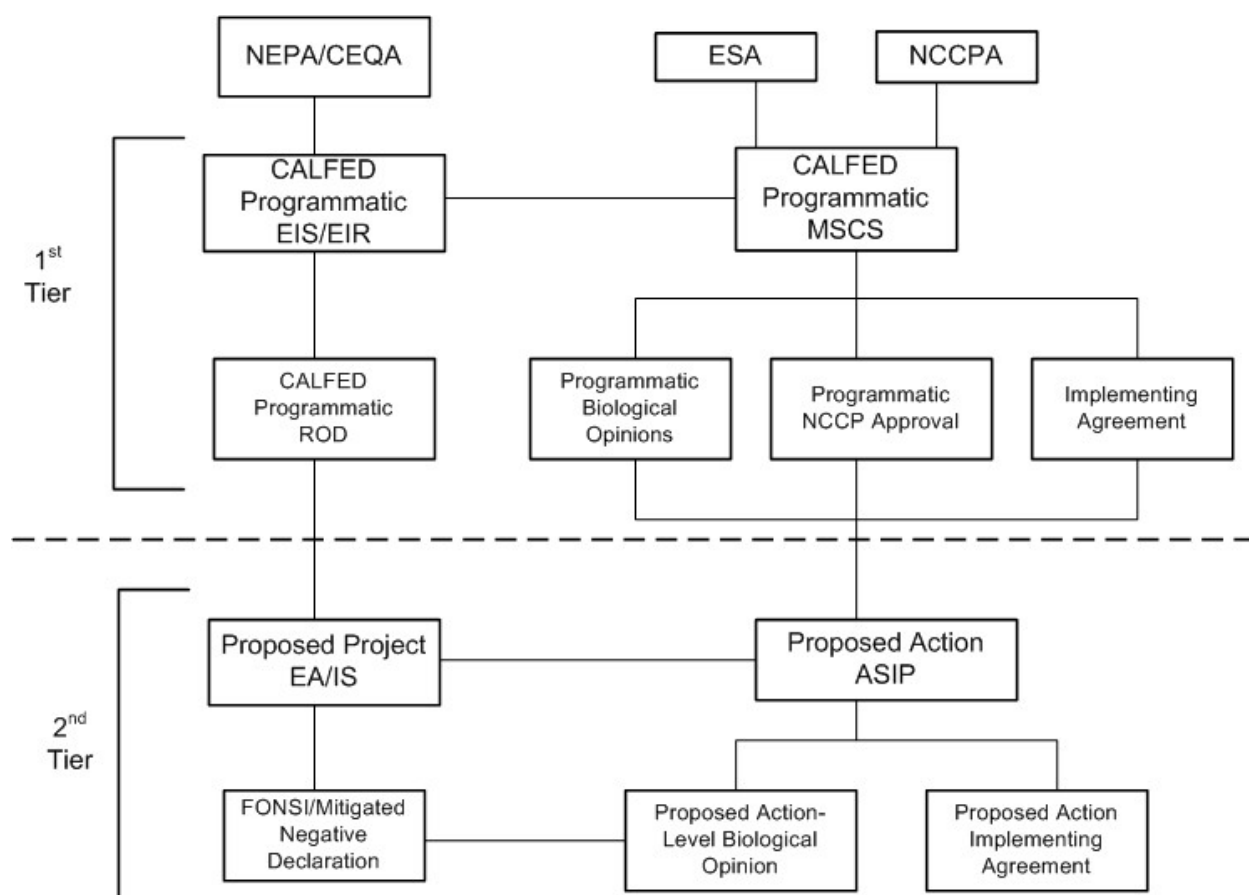 NEPA/CEQA
ESA
NCCPA
1st
Tier
CALFED
Programmatic
EIS/EIR
CALFED
Programmatic
MSCS
CALFED
Programmatic
ROD
Programmatic
Biological
Opinions
Programmatic
NCCP Approval
Implementing
Agreement
2nd
Tier
Proposed Project
EA/IS
Proposed Action
ASIP
FONSI/Mitigated
Negative
Declaration
Proposed Action-
Level Biological
Opinion
Proposed Action
Implementing
Agreement